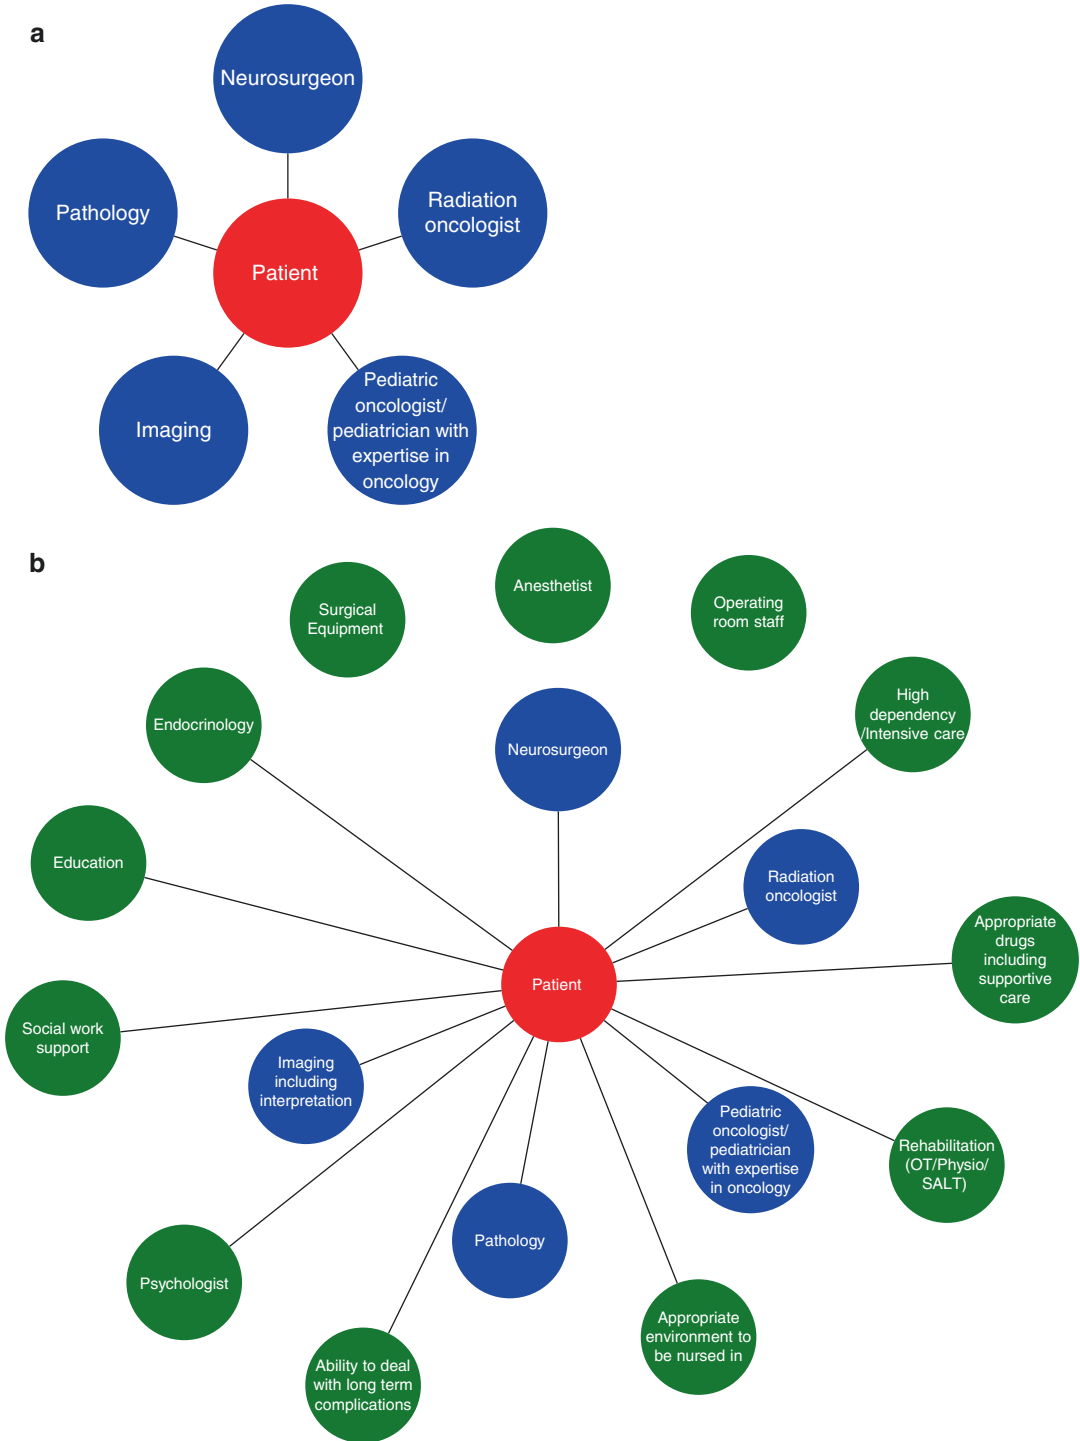 a
Neurosurgeon
Pathology
Radiation
oncologist
Patient
Imaging
Pediatric
oncologist/
pediatrician with
expertise in
oncology
b
Anesthetist
Surgical
Equipment
Operating
room staff
High
dependency
/Intensive care
Endocrinology
Neurosurgeon
Education
Radiation
oncologist
Appropriate
drugs
including
supportive
care
Patient
Social work
support
Imaging
including
interpretation
Pediatric
oncologist/
pediatrician
with expertise
in oncology
Rehabilitation
(OT/Physio/
SALT)
Pathology
Psychologist
Appropriate
environment to
be nursed in
Ability to deal
with long term
complications